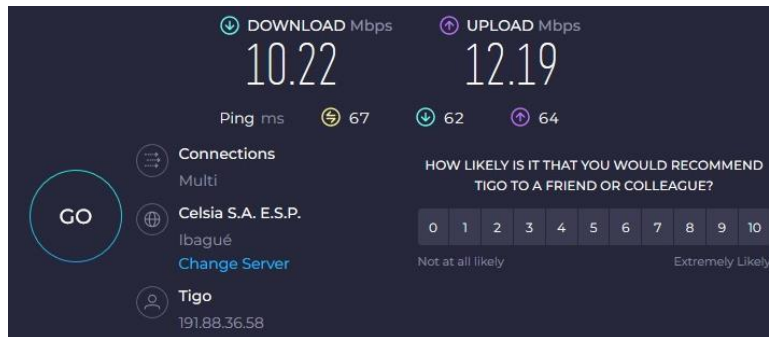 DOWNLOAD Mbps
UPLOAD Mbps
10.22
12.19
Ping ms 67 62 64
GO
Connections
Multi
Celsia S.A. E.S.P.
Ibagué
Change Server
Tigo
191.88.36.58
HOW LIKELY IS IT THAT YOU WOULD RECOMMEND
TIGO TO A FRIEND OR COLLEAGUE?
0 1 2 3 4 5 6 7 8 9 10
Not at all likely
Extremely Likely